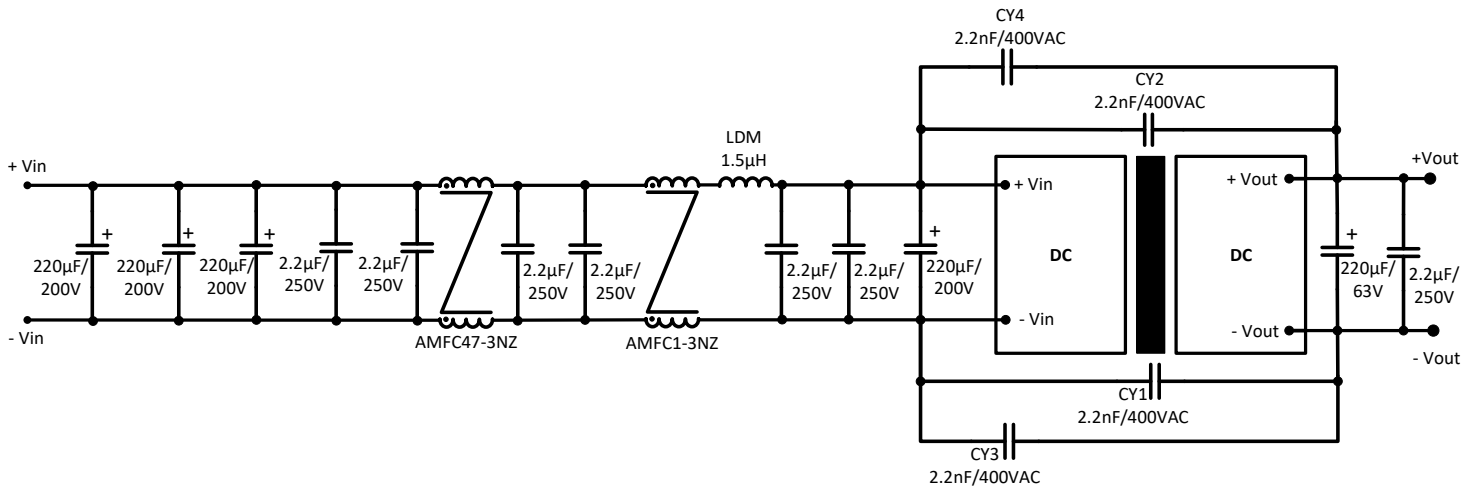 CY4
2.2nF/400VAC
CY2
2.2nF/400VAC
LDM
1.5µH
+ Vin
+ Vin
+ Vout
+Vout
+
220µF/
200V
+
220µF/
200V
+
220µF/
200V
2.2µF/
250V
2.2µF/
250V
2.2µF/
250V
2.2µF/
250V
2.2µF/
250V
2.2µF/
250V
+
220µF/
200V
DC
DC
+
220µF/
63V
2.2µF/
250V
- Vin
AMFC47-3NZ
AMFC1-3NZ
- Vin
- Vout
- Vout
CY1
2.2nF/400VAC
CY3
2.2nF/400VAC